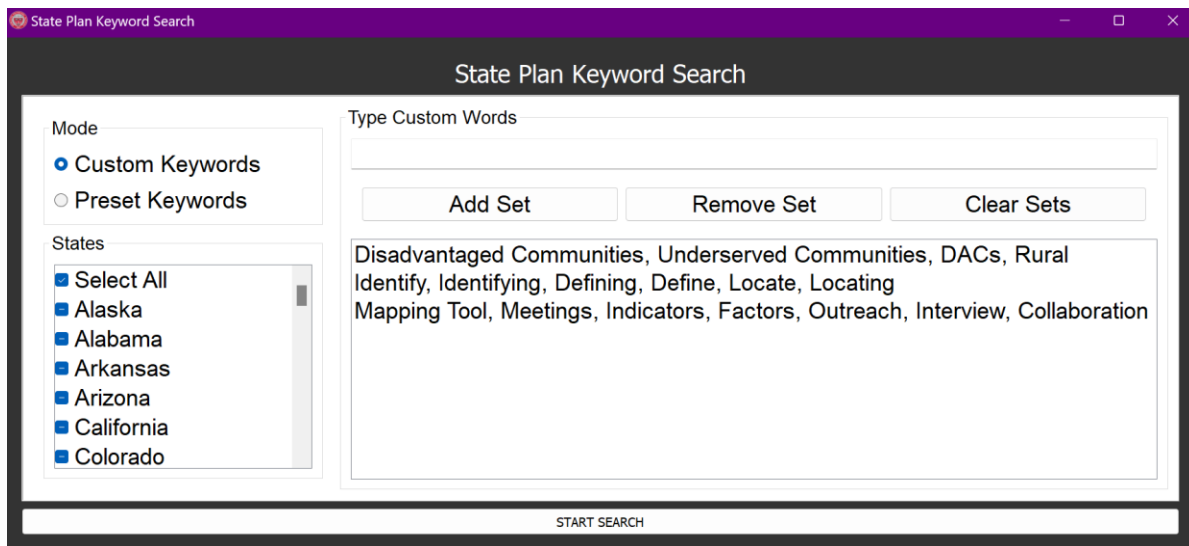 State Plan Keyword Search
State Plan Keyword Search
Mode
Custom Keywords
Preset Keywords
States
Select All
Alaska
Alabama
Arkansas
Arizona
California
Colorado
Type Custom Words
Add Set Remove Set Clear Sets
Disadvantaged Communities, Underserved Communities, DACs, Rural
Identify, Identifying, Defining, Define, Locate, Locating
Mapping Tool, Meetings, Indicators, Factors, Outreach, Interview, Collaboration
START SEARCH